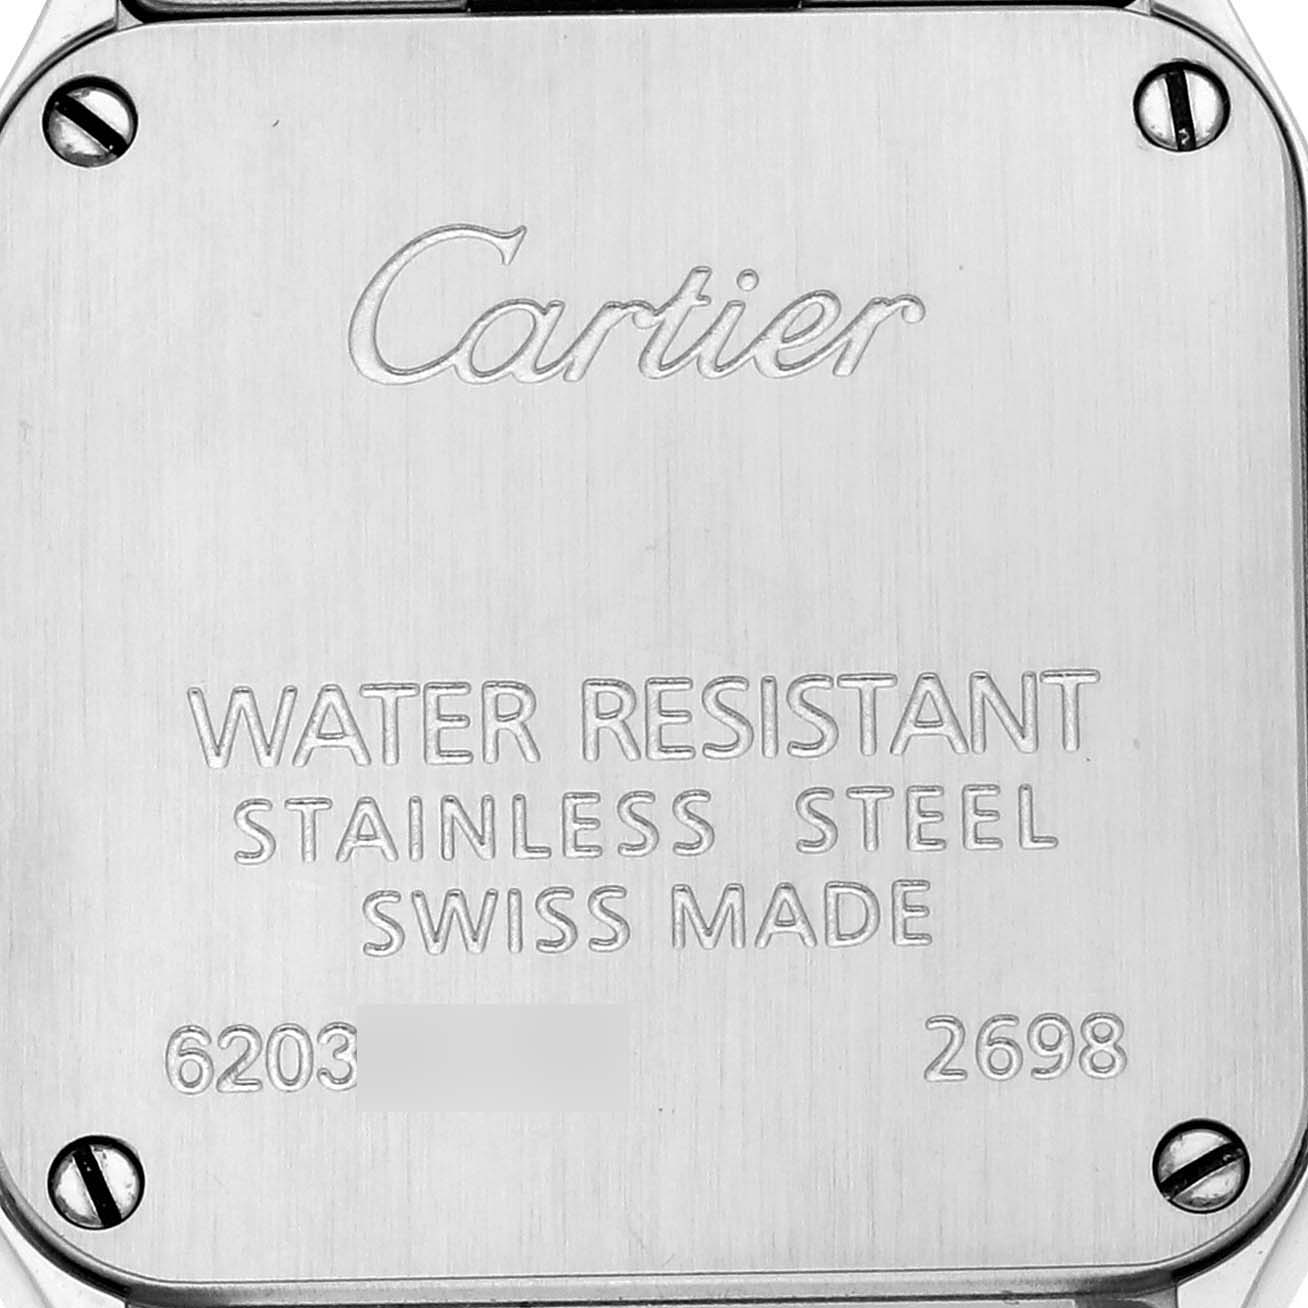 Cartier
WATER RESISTANT
STAINLESS STEEL
SWISS MADE
6203 2698